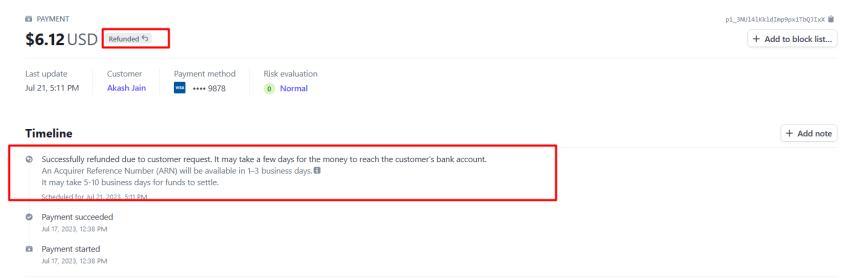 PAYMENT
pi_3NUl4lKkldImp9pxiTbQJIxX
$6.12 USD Refunded
+ Add to block list...
Last update Customer Payment method Risk evaluation
Jul 21, 5:11 PM Akash Jain VISA •••• 9878 0 Normal
Timeline
+ Add note
Successfully refunded due to customer request. It may take a few days for the money to reach the customer's bank account.
An Acquirer Reference Number (ARN) will be available in 1–3 business days.
It may take 5-10 business days for funds to settle.
Scheduled for Jul 21, 2023, 5:11 PM
Payment succeeded
Jul 17, 2023, 12:38 PM
Payment started
Jul 17, 2023, 12:38 PM